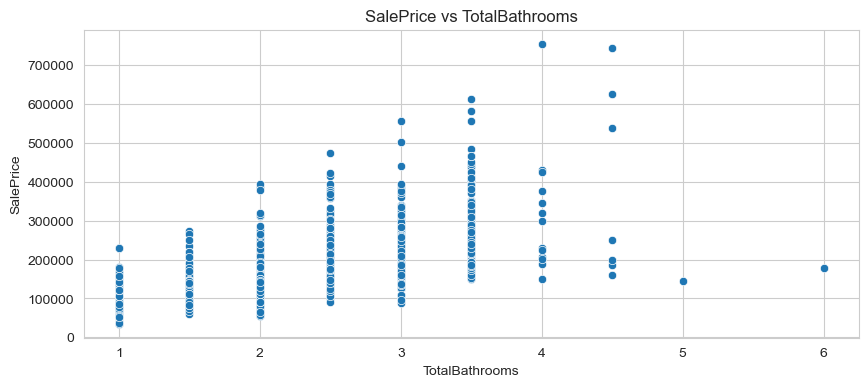 SalePrice vs TotalBathrooms
700000
600000
500000
400000
300000
200000
100000
0
SalePrice
1 2 3 4 5 6
TotalBathrooms